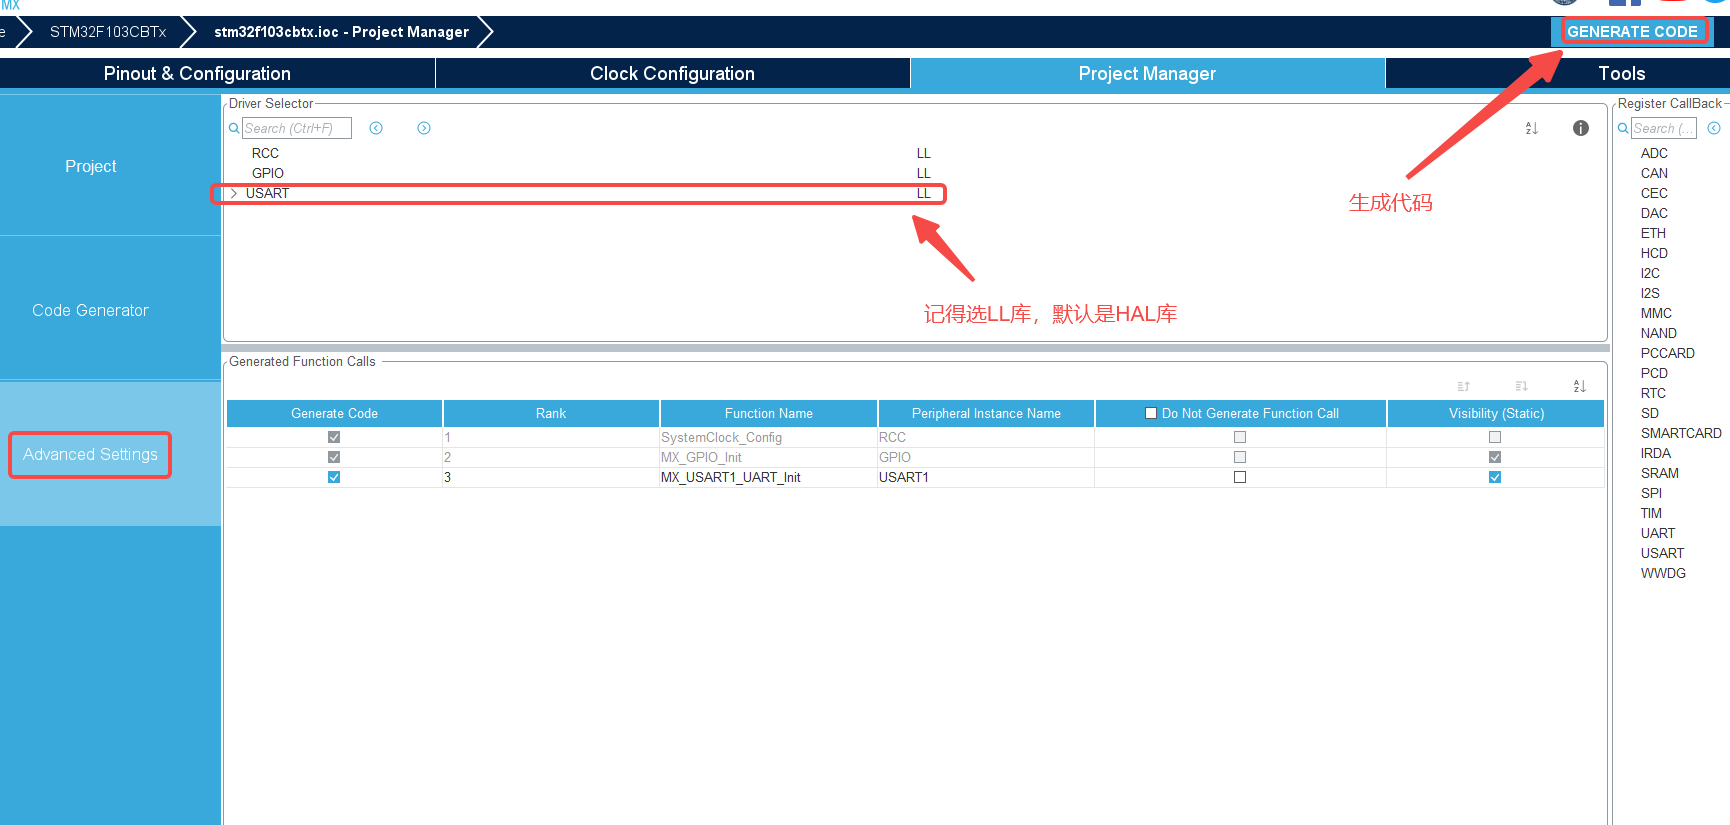 MX
e
STM32F103CBTx
stm32f103cbtx.ioc - Project Manager
GENERATE CODE
Pinout & Configuration
Clock Configuration
Project Manager
Tools
Project
Code Generator
Advanced Settings
Driver Selector
Search (Ctrl+F)
RCC LL
GPIO LL
USART LL
生成代码
记得选LL库，默认是HAL库
Generated Function Calls
Generate Code Rank Function Name Peripheral Instance Name Do Not Generate Function Call Visibility (Static)
1 SystemClock_Config RCC
2 MX_GPIO_Init GPIO
3 MX_USART1_UART_Init USART1
Register CallBack
Search (...
ADC
CAN
CEC
DAC
ETH
HCD
I2C
I2S
MMC
NAND
PCCARD
PCD
RTC
SD
SMARTCARD
IRDA
SRAM
SPI
TIM
UART
USART
WWDG